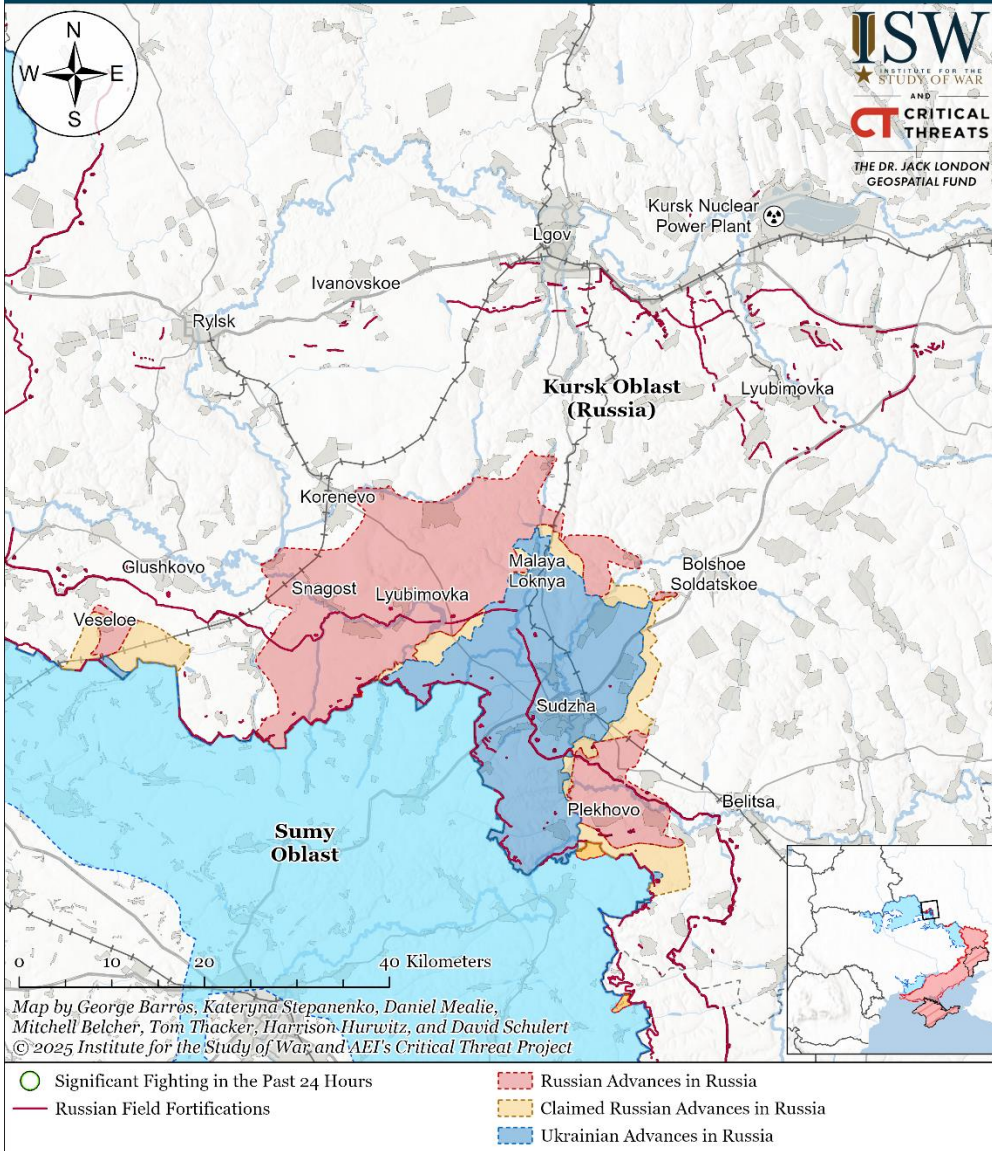 N
W E
S
ISW
INSTITUTE FOR THE
STUDY OF WAR
AND
CT CRITICAL
THREATS
THE DR. JACK LONDON
GEOSPATIAL FUND
Kursk Nuclear
Power Plant
Lgov
Ivanovskoe
Rylsk
Kursk Oblast
(Russia)
Lyubimovka
Korenevo
Glushkovo
Malaya
Loknya
Bolshoe
Soldatskoe
Snagost
Lyubimovka
Veseloe
Sudzha
Plekhovo
Belitsa
Sumy
Oblast
0 10 20 40 Kilometers
Map by George Barros, Kateryna Stepanenko, Daniel Mealie,
Mitchell Belcher, Tom Thacker, Harrison Hurwitz, and David Schulert
© 2025 Institute for the Study of War and AEI's Critical Threat Project
Significant Fighting in the Past 24 Hours
Russian Field Fortifications
Russian Advances in Russia
Claimed Russian Advances in Russia
Ukrainian Advances in Russia